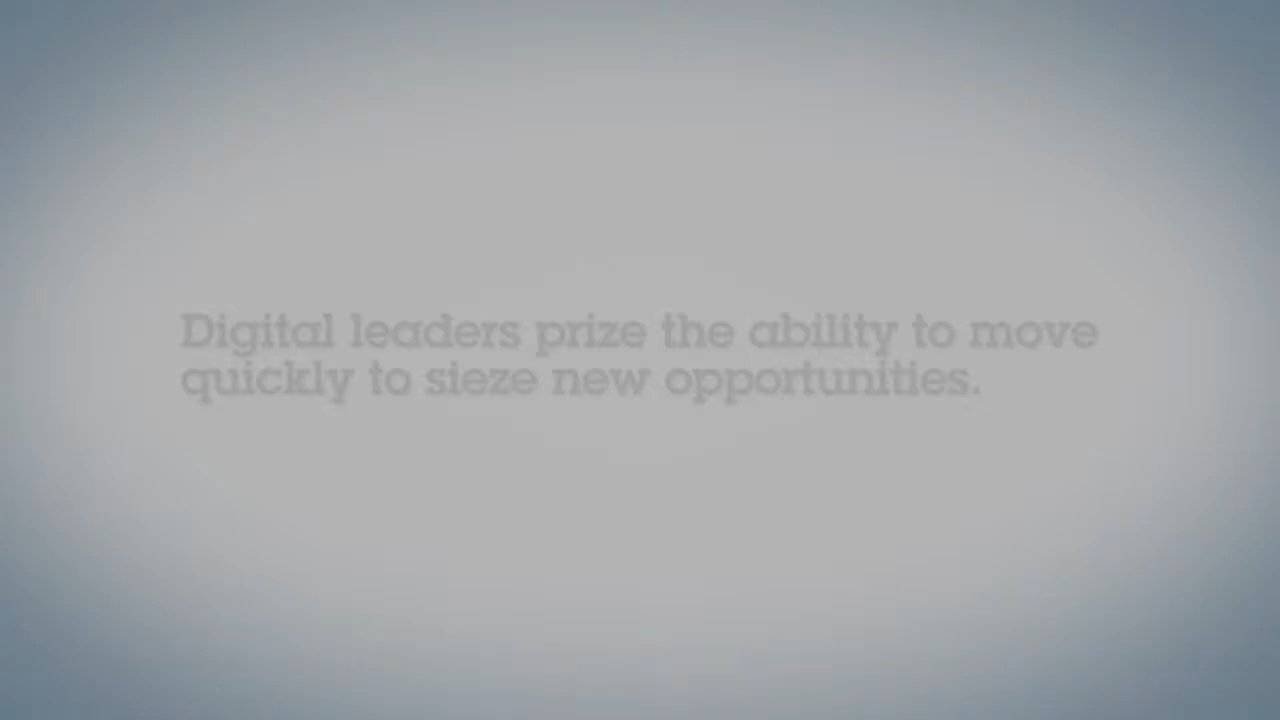 Digital leaders prize the ability to move
quickly to sieze new opportunities.